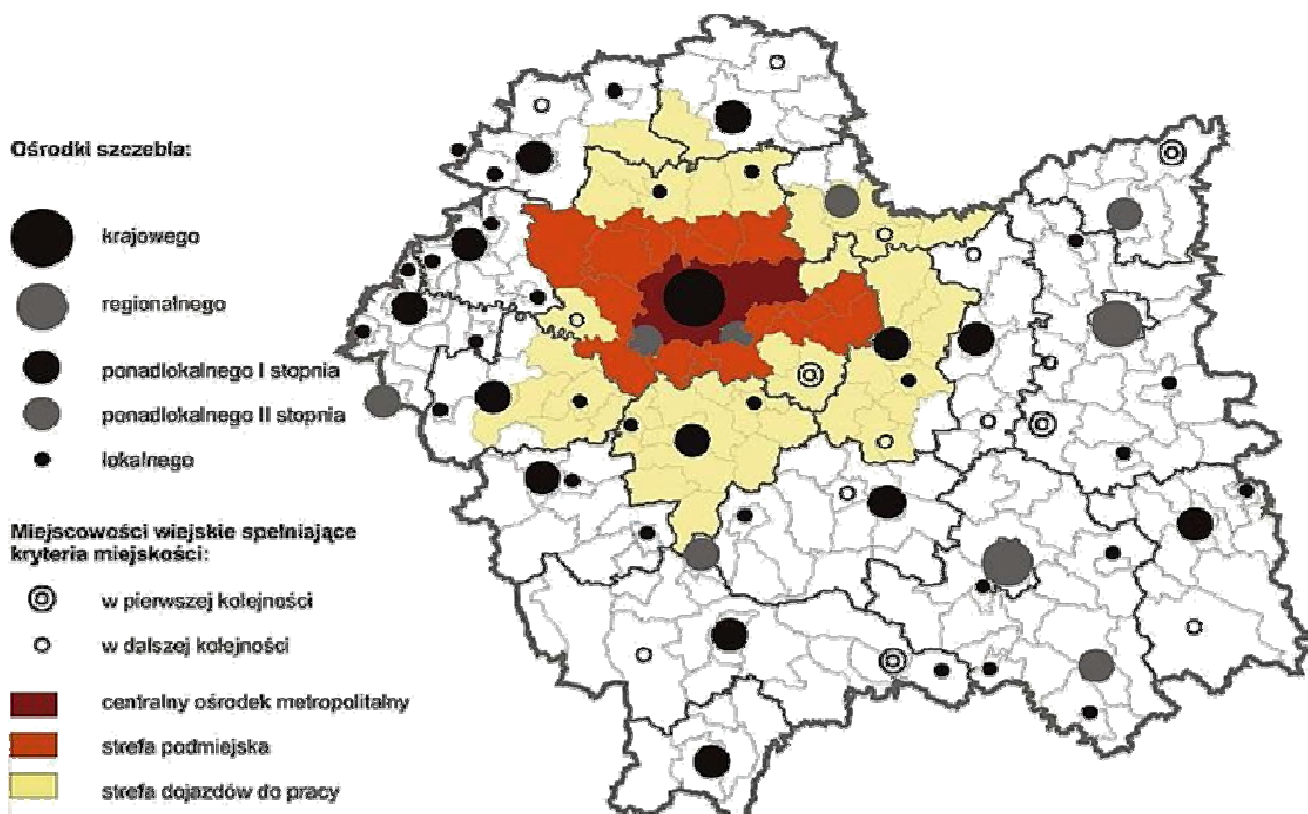 Ośrodki szczebla:
krajowego
regionalnego
ponadlokalnego I stopnia
ponadlokalnego II stopnia
lokalnego
Miejscowości wiejskie spełniające
kryteria miejskości:
w pierwszej kolejności
w dalszej kolejności
centralny ośrodek metropolitalny
strefa podmiejska
strefa dojazdów do pracy